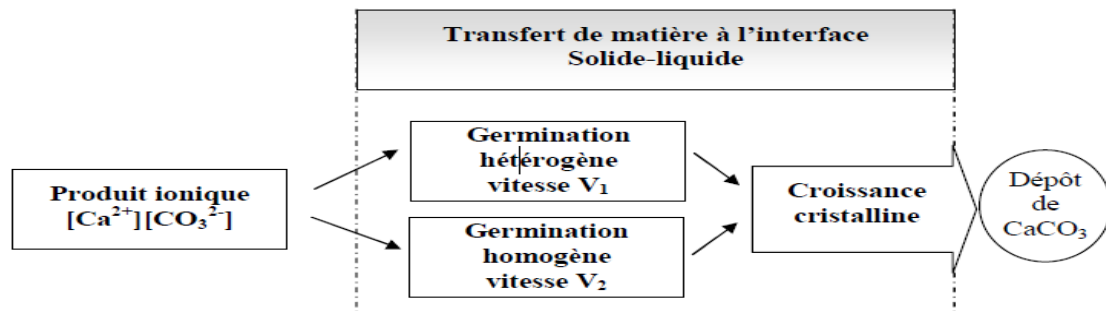 Transfert de matière à l'interface
Solide-liquide
Germination
hétérogène
vitesse V₁
Produit ionique
[Ca²⁺][CO₃²⁻]
Germination
homogène
vitesse V₂
Croissance
cristalline
Dépôt
de
CaCO₃